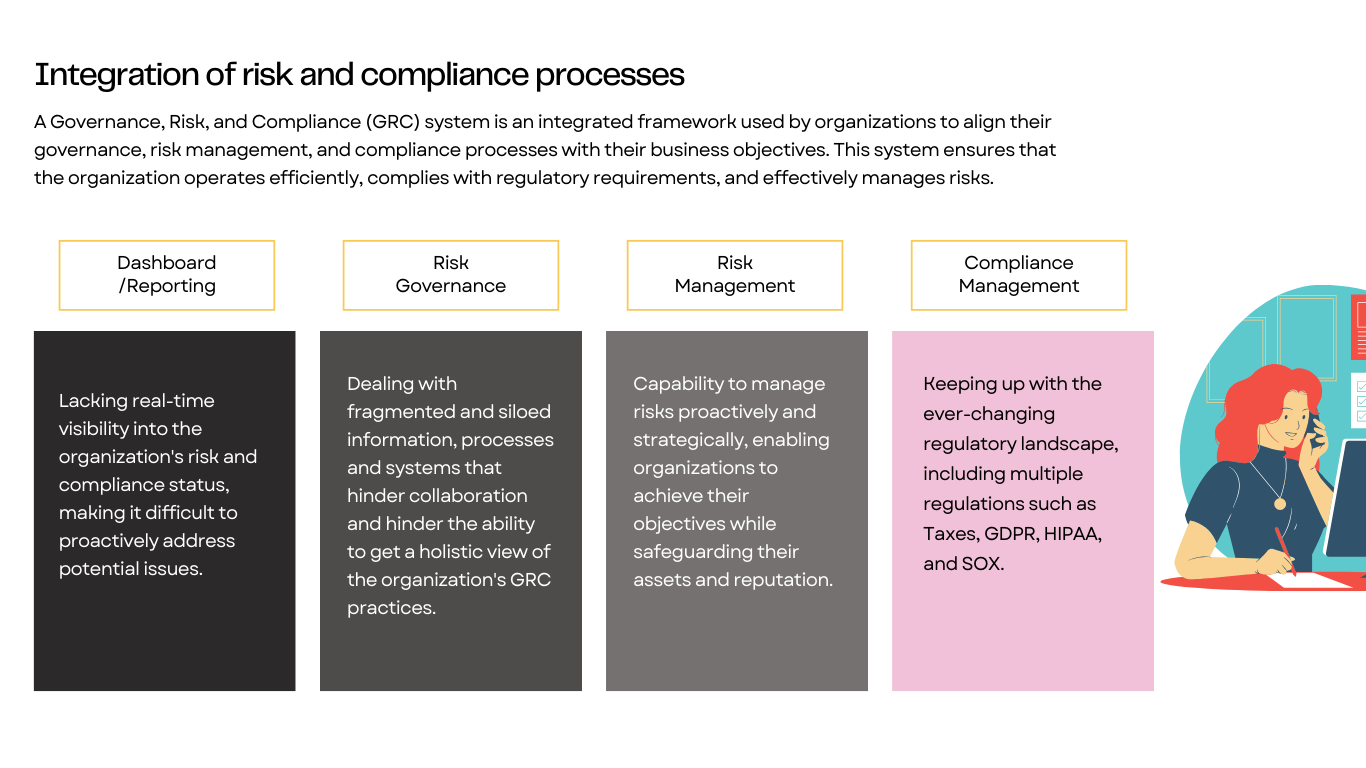 Integration of risk and compliance processes
A Governance, Risk, and Compliance (GRC) system is an integrated framework used by organizations to align their
governance, risk management, and compliance processes with their business objectives. This system ensures that
the organization operates efficiently, complies with regulatory requirements, and effectively manages risks.
Dashboard
/Reporting
Lacking real-time
visibility into the
organization's risk and
compliance status,
making it difficult to
proactively address
potential issues.
Risk
Governance
Dealing with
fragmented and siloed
information, processes
and systems that
hinder collaboration
and hinder the ability
to get a holistic view of
the organization's GRC
practices.
Risk
Management
Capability to manage
risks proactively and
strategically, enabling
organizations to
achieve their
objectives while
safeguarding their
assets and reputation.
Compliance
Management
Keeping up with the
ever-changing
regulatory landscape,
including multiple
regulations such as
Taxes, GDPR, HIPAA,
and SOX.